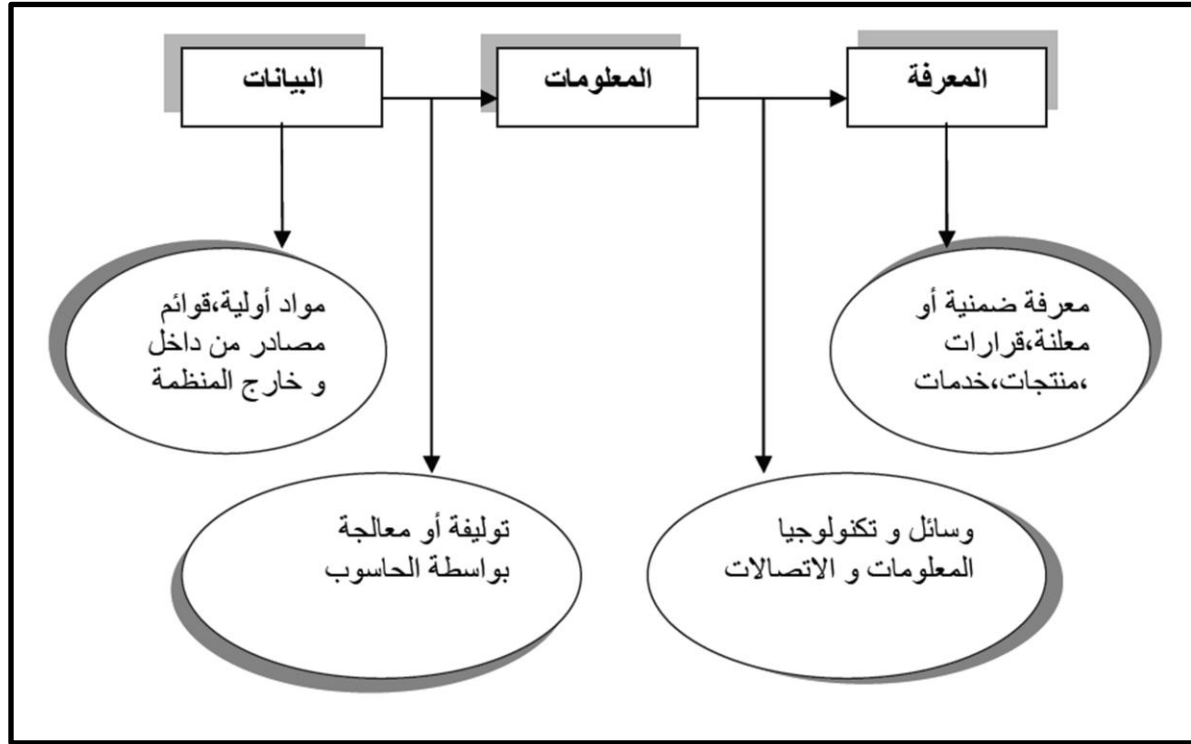 البيانات
المعلومات
المعرفة
مواد أولية،قوائم
مصادر من داخل
و خارج المنظمة
معرفة ضمنية أو
معلنة،قرارات
،منتجات،خدمات
توليفة أو معالجة
بواسطة الحاسوب
وسائل و تكنولوجيا
المعلومات و الاتصالات